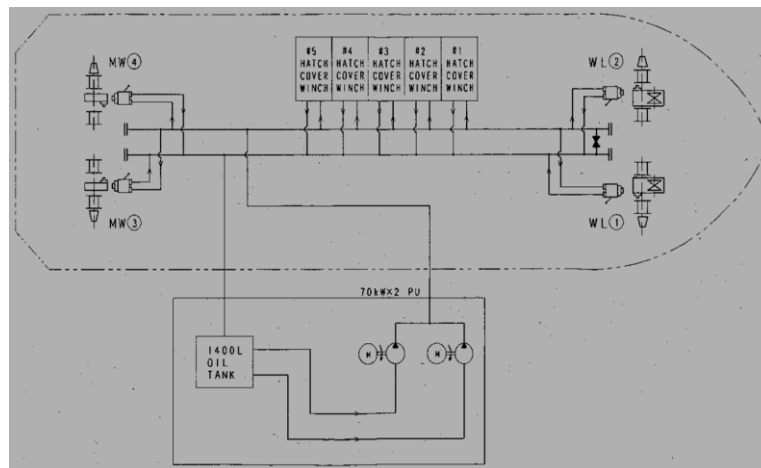 MW④
#5 #4 #3 #2 #1
HATCH HATCH HATCH HATCH HATCH
COVER COVER COVER COVER COVER
WINCH WINCH WINCH WINCH WINCH
WL②
MW③
WL①
70kW×2 PU
1400L
OIL
TANK
M
M